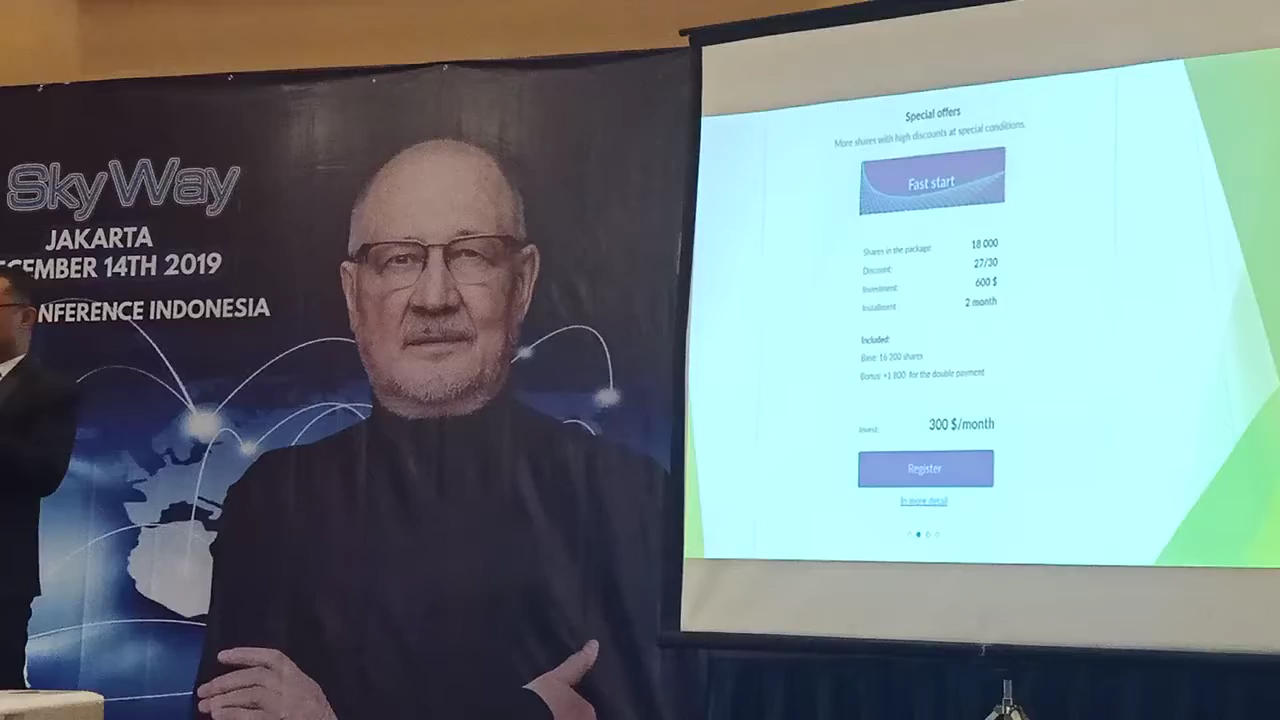 Sky Way
JAKARTA
CEMBER 14TH 2019
NFERENCE INDONESIA
Special offers
More shares with high discounts at special conditions.
Fast start
Shares in the package: 18 000
Discount: 27/30
Investment: 600 $
Installment: 2 month
Included:
Base: 16 200 shares
Bonus: +1 800 for the double payment
Invest: 300 $/month
Register
In more detail